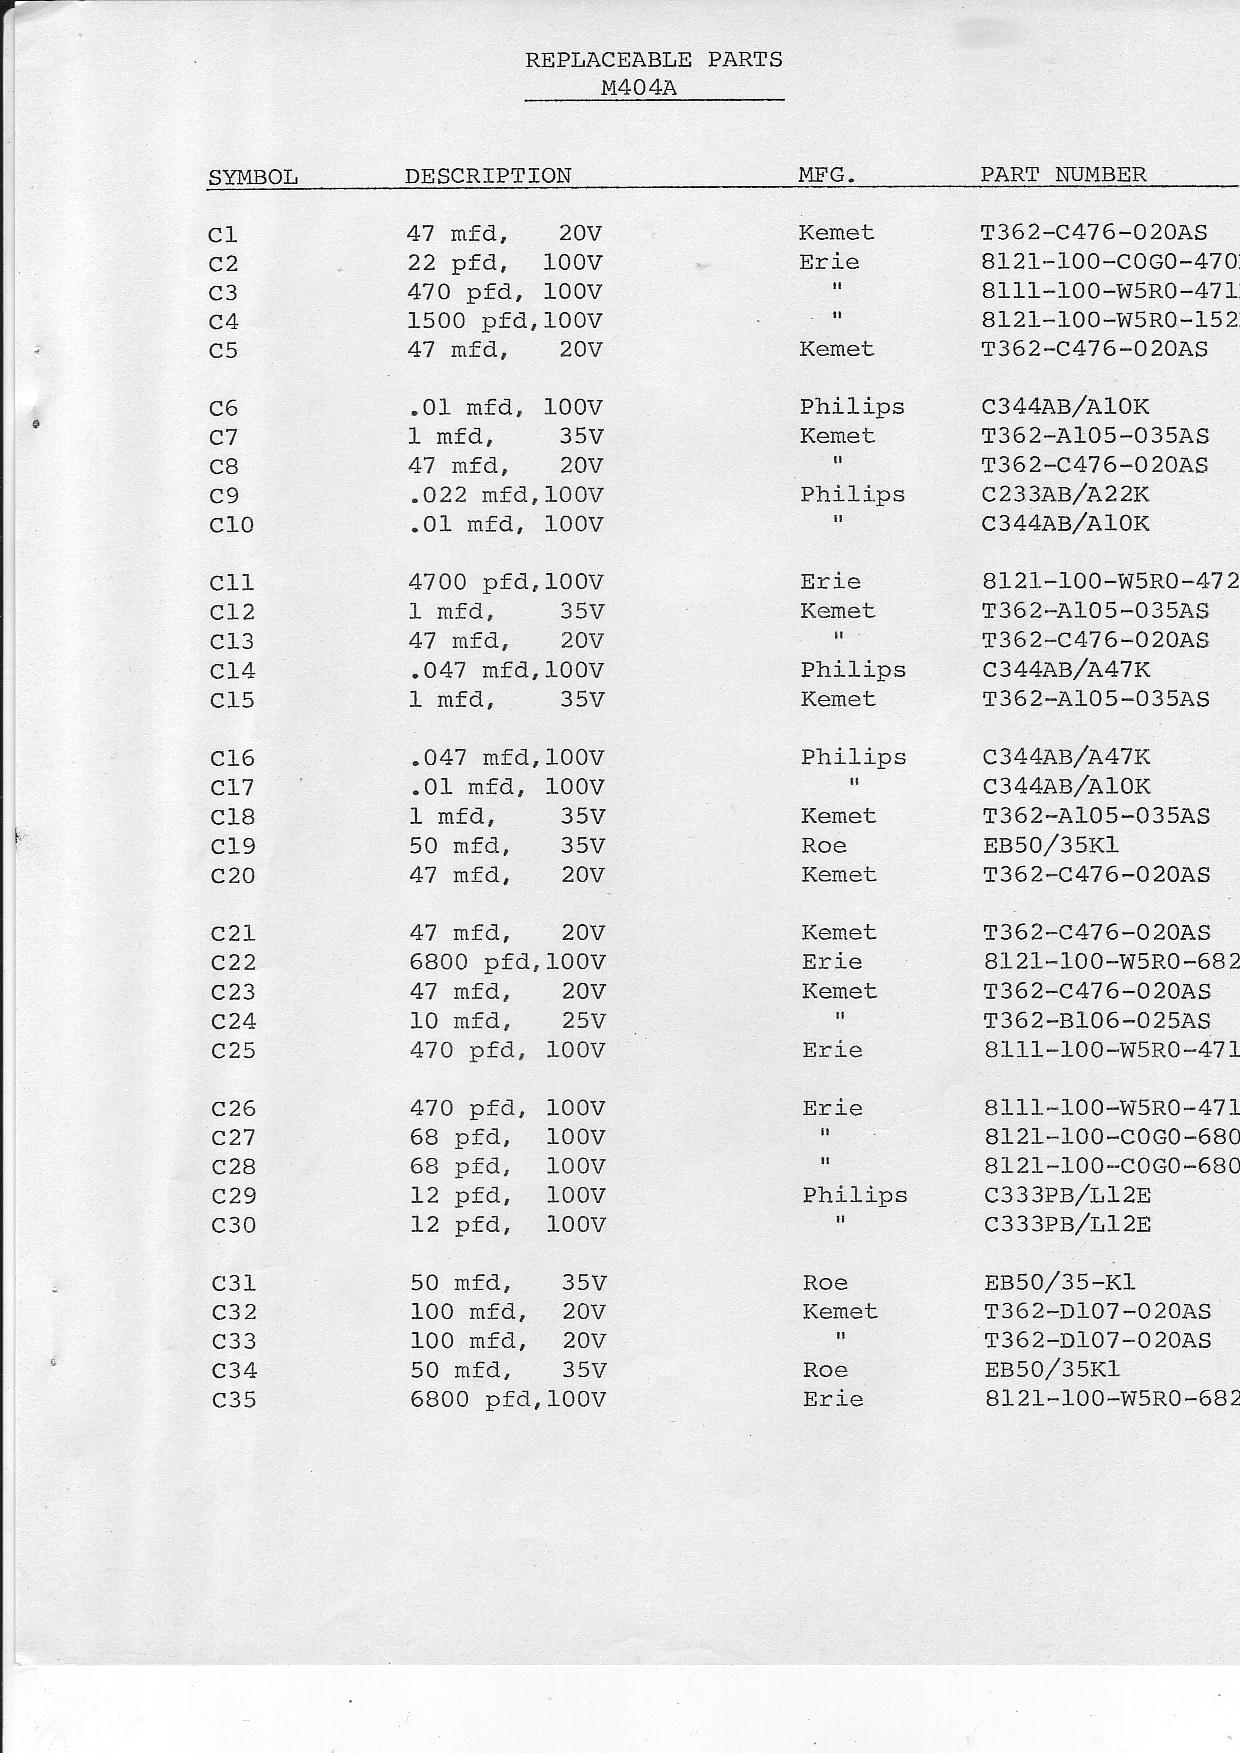 REPLACEABLE PARTS
M404A
SYMBOL DESCRIPTION MFG. PART NUMBER
C1 47 mfd, 20V Kemet T362-C476-020AS
C2 22 pfd, 100V Erie 8121-100-COGO-470
C3 470 pfd, 100V " 8111-100-W5RO-471
C4 1500 pfd,100V " 8121-100-W5RO-152
C5 47 mfd, 20V Kemet T362-C476-020AS
C6 .01 mfd, 100V Philips C344AB/A10K
C7 1 mfd, 35V Kemet T362-A105-035AS
C8 47 mfd, 20V " T362-C476-020AS
C9 .022 mfd,100V Philips C233AB/A22K
C10 .01 mfd, 100V " C344AB/A10K
C11 4700 pfd,100V Erie 8121-100-W5RO-472
C12 1 mfd, 35V Kemet T362-A105-035AS
C13 47 mfd, 20V " T362-C476-020AS
C14 .047 mfd,100V Philips C344AB/A47K
C15 1 mfd, 35V Kemet T362-A105-035AS
C16 .047 mfd,100V Philips C344AB/A47K
C17 .01 mfd, 100V " C344AB/A10K
C18 1 mfd, 35V Kemet T362-A105-035AS
C19 50 mfd, 35V Roe EB50/35K1
C20 47 mfd, 20V Kemet T362-C476-020AS
C21 47 mfd, 20V Kemet T362-C476-020AS
C22 6800 pfd,100V Erie 8121-100-W5RO-682
C23 47 mfd, 20V Kemet T362-C476-020AS
C24 10 mfd, 25V " T362-B106-025AS
C25 470 pfd, 100V Erie 8111-100-W5RO-471
C26 470 pfd, 100V Erie 8111-100-W5RO-471
C27 68 pfd, 100V " 8121-100-COGO-680
C28 68 pfd, 100V " 8121-100-COGO-680
C29 12 pfd, 100V Philips C333PB/L12E
C30 12 pfd, 100V " C333PB/L12E
C31 50 mfd, 35V Roe EB50/35-K1
C32 100 mfd, 20V Kemet T362-D107-020AS
C33 100 mfd, 20V " T362-D107-020AS
C34 50 mfd, 35V Roe EB50/35K1
C35 6800 pfd,100V Erie 8121-100-W5RO-682